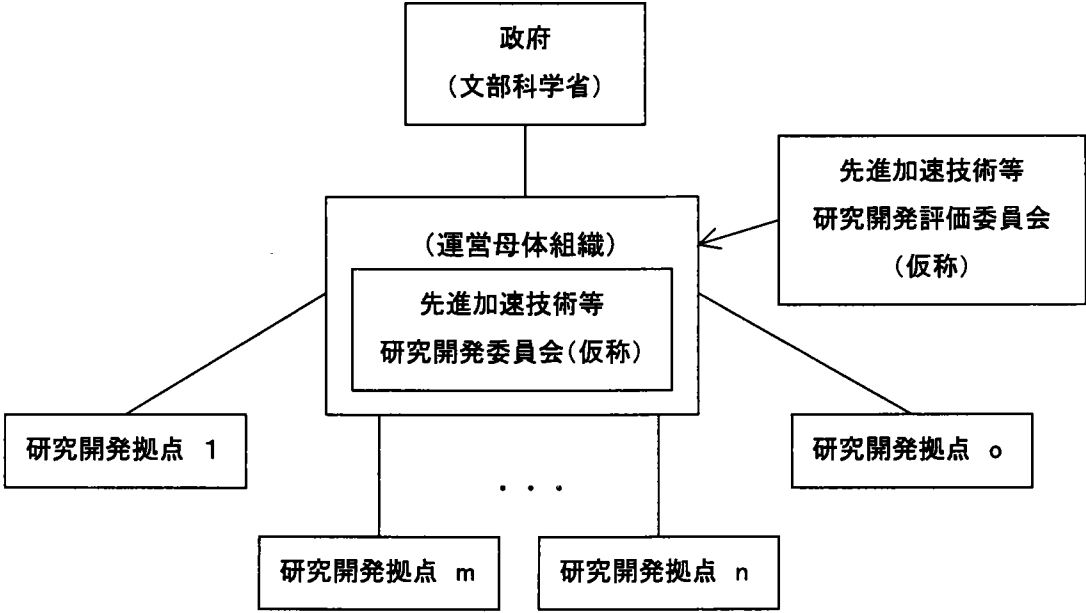 政府
（文部科学省）
先進加速技術等
研究開発評価委員会
（仮称）
（運営母体組織）
先進加速技術等
研究開発委員会（仮称）
研究開発拠点　1
研究開発拠点　o
・・・
研究開発拠点　m
研究開発拠点　n